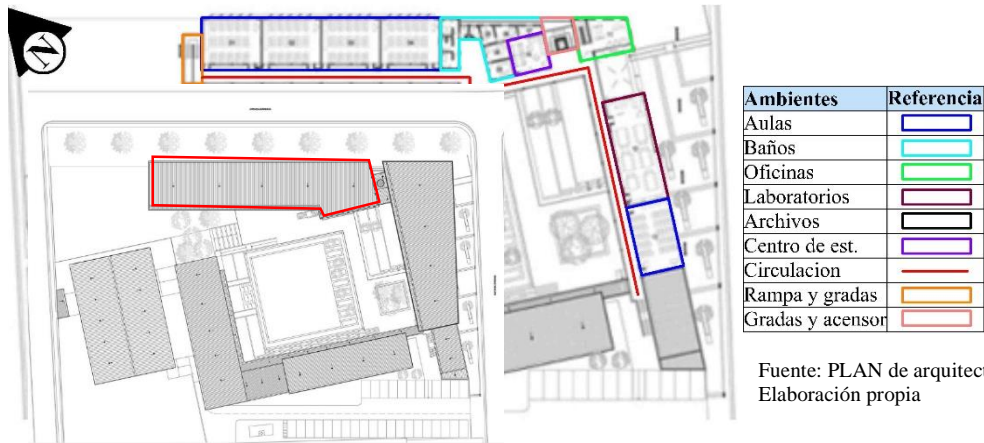 N
Ambientes Referencia
Aulas
Baños
Oficinas
Laboratorios
Archivos
Centro de est.
Circulacion
Rampa y gradas
Gradas y acensor
Fuente: PLAN de arquitect
Elaboración propia